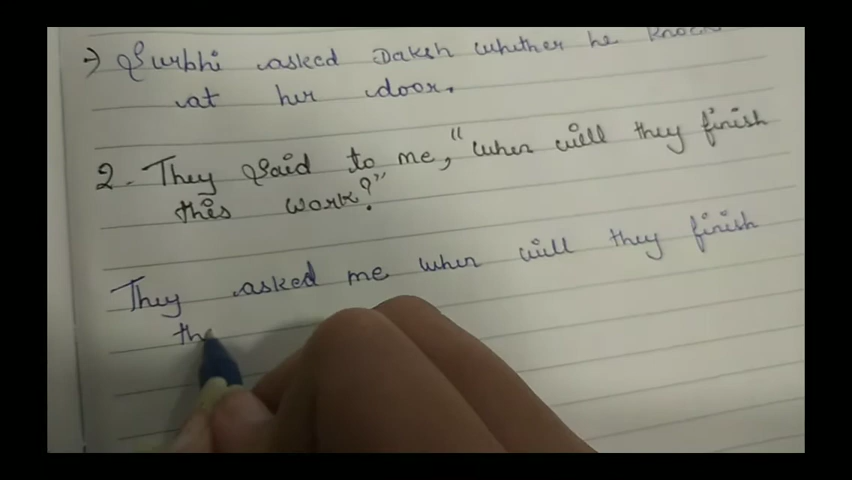 → Surbhi asked Daksh whether he
at her door.
2. They said to me, "when will they finish
this work?"
They asked me when will they finish
th